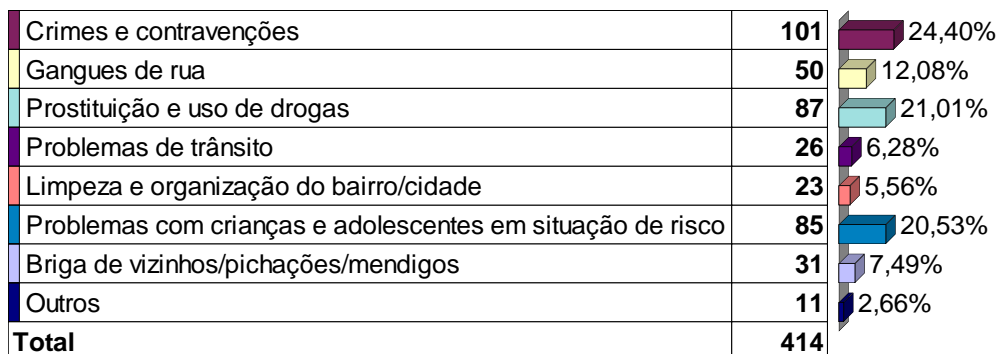 Crimes e contravenções 101 24,40%
Gangues de rua 50 12,08%
Prostituição e uso de drogas 87 21,01%
Problemas de trânsito 26 6,28%
Limpeza e organização do bairro/cidade 23 5,56%
Problemas com crianças e adolescentes em situação de risco 85 20,53%
Briga de vizinhos/pichações/mendigos 31 7,49%
Outros 11 2,66%
Total 414